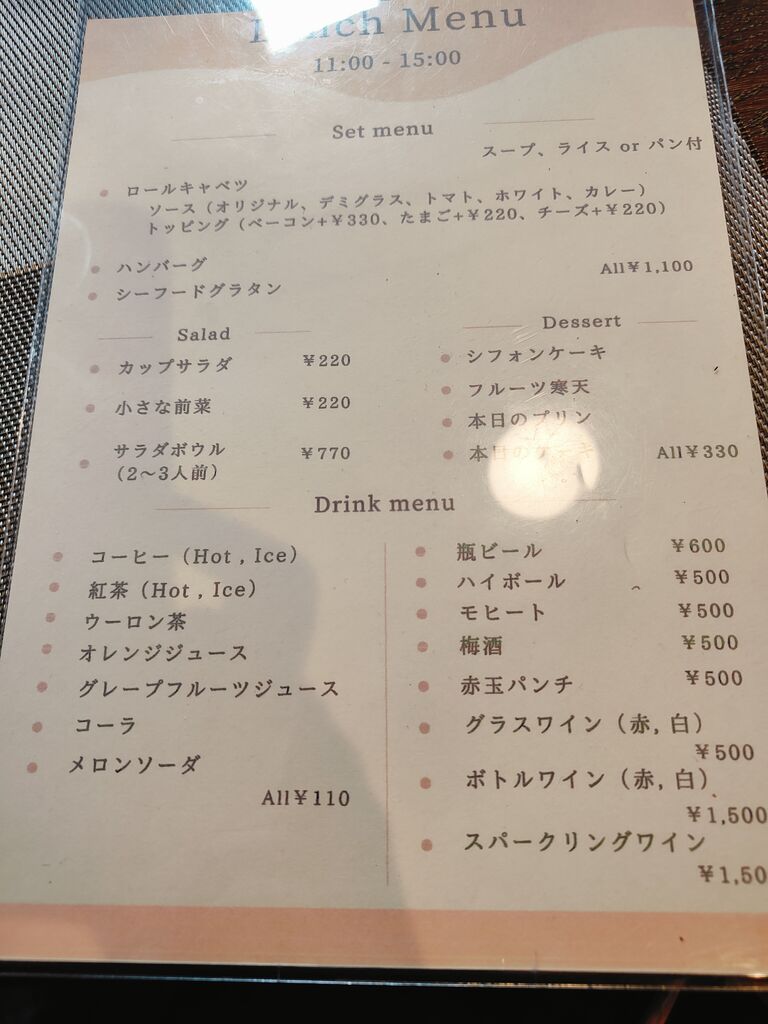 Lunch Menu
11:00 - 15:00
Set menu
スープ、ライス or パン付
ロールキャベツ
ソース（オリジナル、デミグラス、トマト、ホワイト、カレー）
トッピング（ベーコン+¥330、たまご+¥220、チーズ+¥220）
ハンバーグ
シーフードグラタン
All¥1,100
Salad
カップサラダ ¥220
小さな前菜 ¥220
サラダボウル ¥770
（2〜3人前）
Dessert
シフォンケーキ
フルーツ寒天
本日のプリン
本日のケーキ All¥330
Drink menu
コーヒー（Hot , Ice）
紅茶（Hot , Ice）
ウーロン茶
オレンジジュース
グレープフルーツジュース
コーラ
メロンソーダ
All¥110
瓶ビール ¥600
ハイボール ¥500
モヒート ¥500
梅酒 ¥500
赤玉パンチ ¥500
グラスワイン（赤, 白）
¥500
ボトルワイン（赤, 白）
¥1,500
スパークリングワイン
¥1,50